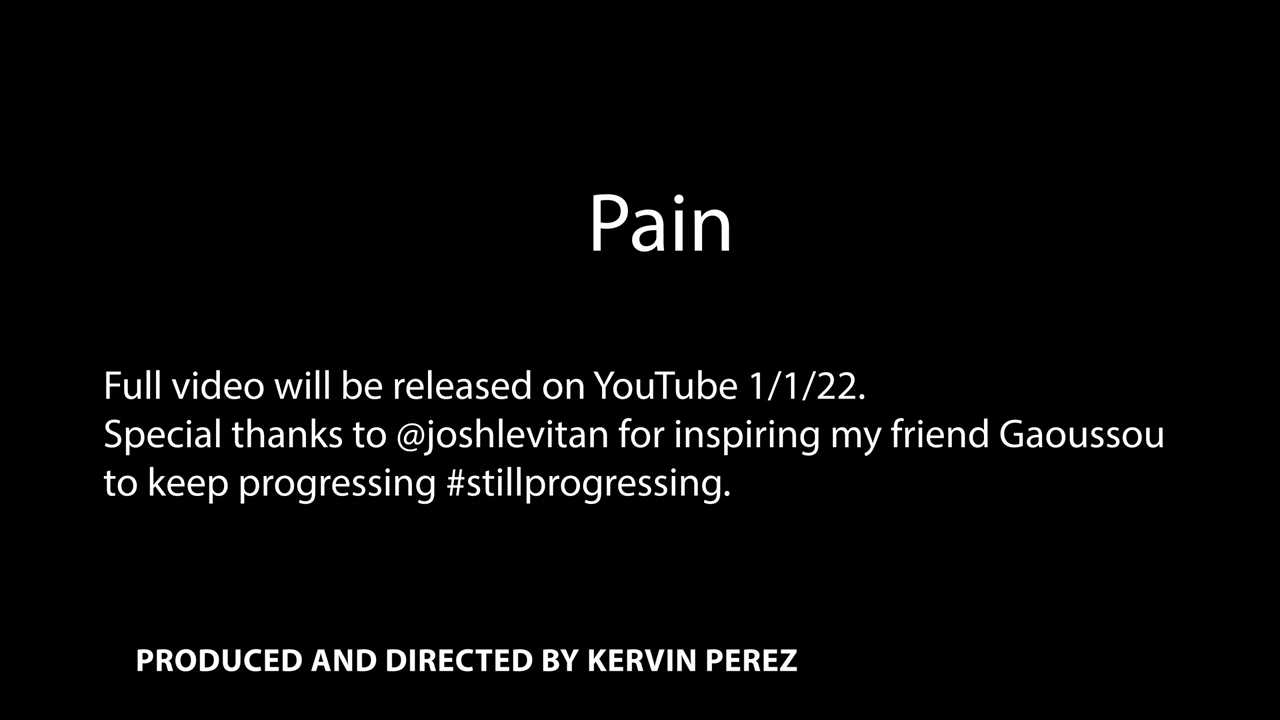 Pain
Full video will be released on YouTube 1/1/22.
Special thanks to @joshlevitan for inspiring my friend Gaoussou
to keep progressing #stillprogressing.
PRODUCED AND DIRECTED BY KERVIN PEREZ